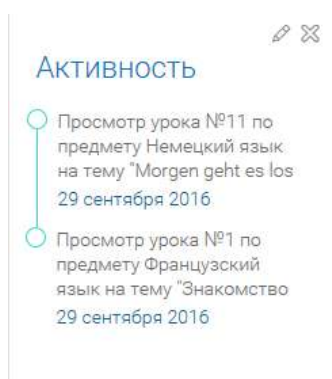 Активность
Просмотр урока №11 по
предмету Немецкий язык
на тему "Morgen geht es los
29 сентября 2016
Просмотр урока №1 по
предмету Французский
язык на тему "Знакомство
29 сентября 2016